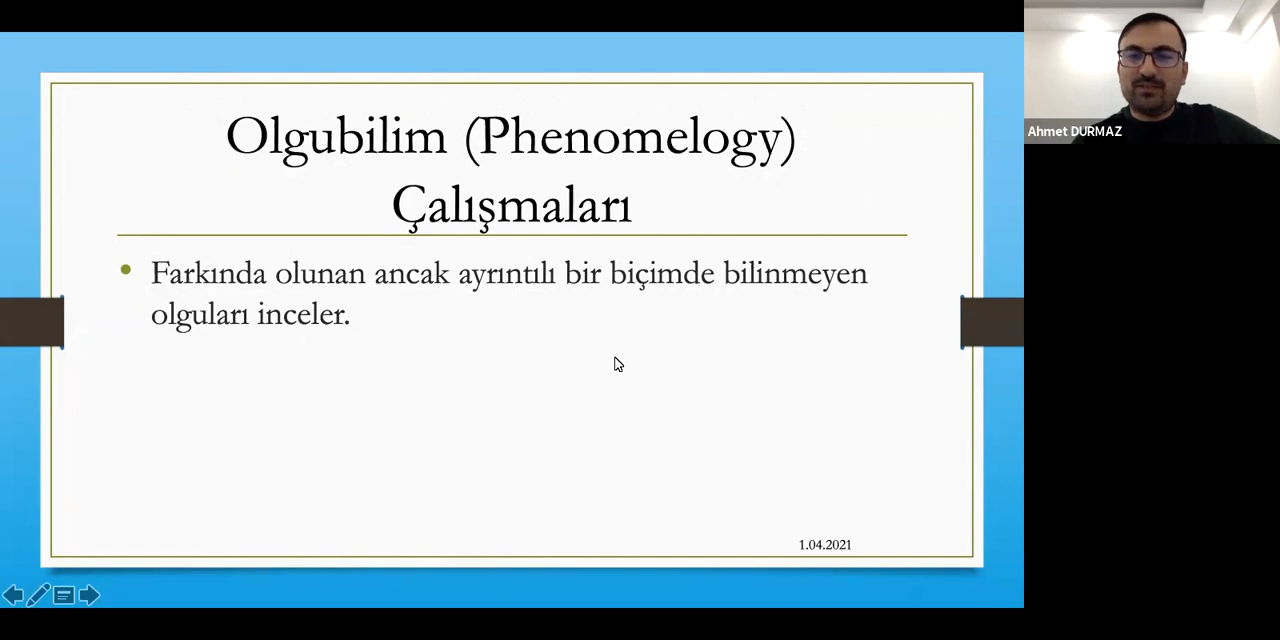 Olgubilim (Phenomelogy)
Çalışmaları
Farkında olunan ancak ayrıntılı bir biçimde bilinmeyen
olguları inceler.
1.04.2021
Ahmet DURMAZ